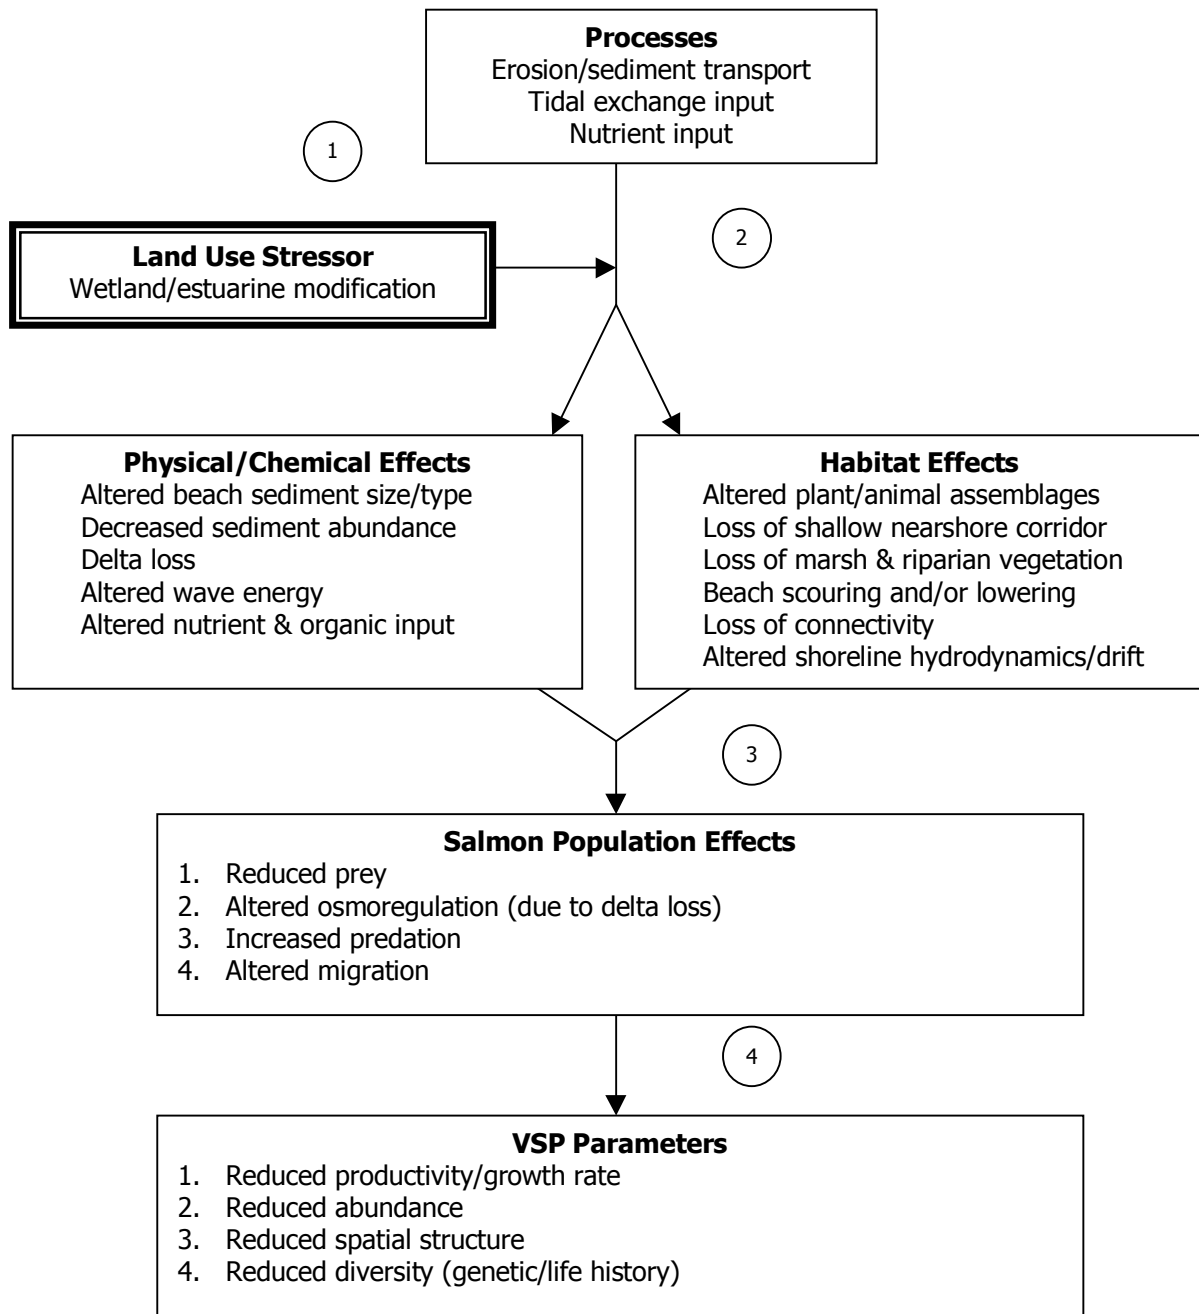 Processes
Erosion/sediment transport
Tidal exchange input
Nutrient input
1
2
Land Use Stressor
Wetland/estuarine modification
Physical/Chemical Effects
Altered beach sediment size/type
Decreased sediment abundance
Delta loss
Altered wave energy
Altered nutrient & organic input
Habitat Effects
Altered plant/animal assemblages
Loss of shallow nearshore corridor
Loss of marsh & riparian vegetation
Beach scouring and/or lowering
Loss of connectivity
Altered shoreline hydrodynamics/drift
3
Salmon Population Effects
1. Reduced prey
2. Altered osmoregulation (due to delta loss)
3. Increased predation
4. Altered migration
4
VSP Parameters
1. Reduced productivity/growth rate
2. Reduced abundance
3. Reduced spatial structure
4. Reduced diversity (genetic/life history)